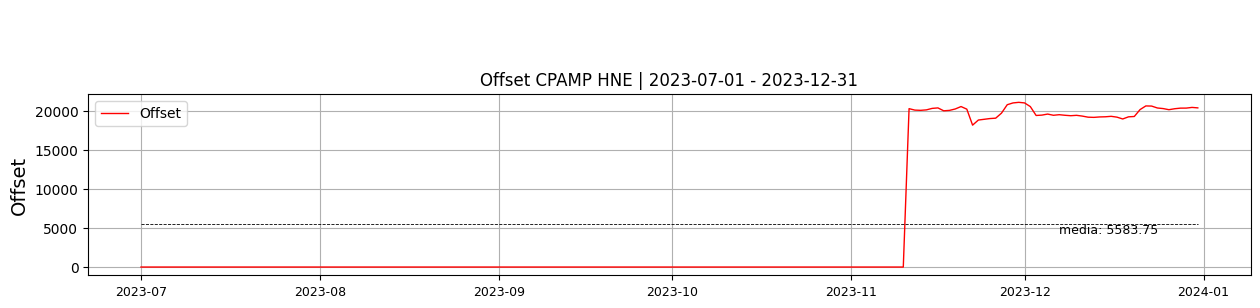 Offset CPAMP HNE | 2023-07-01 - 2023-12-31
Offset
Offset
20000
15000
10000
5000
0
media: 5583.75
2023-07 2023-08 2023-09 2023-10 2023-11 2023-12 2024-01